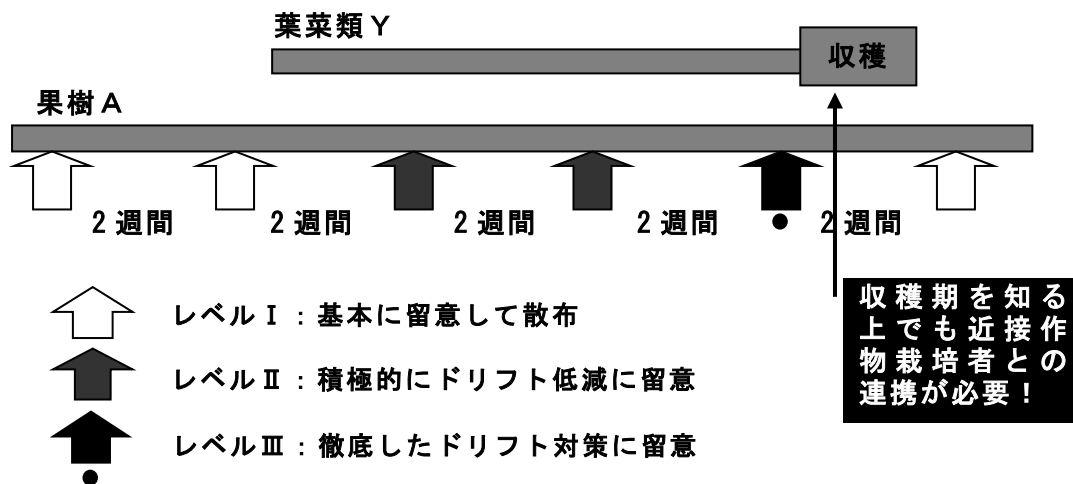 葉菜類Y
収穫
果樹A
2週間 2週間 2週間 2週間 2週間
収穫期を知る
上でも近接作
物栽培者との
連携が必要!
レベルⅠ:基本に留意して散布
レベルⅡ:積極的にドリフト低減に留意
レベルⅢ:徹底したドリフト対策に留意